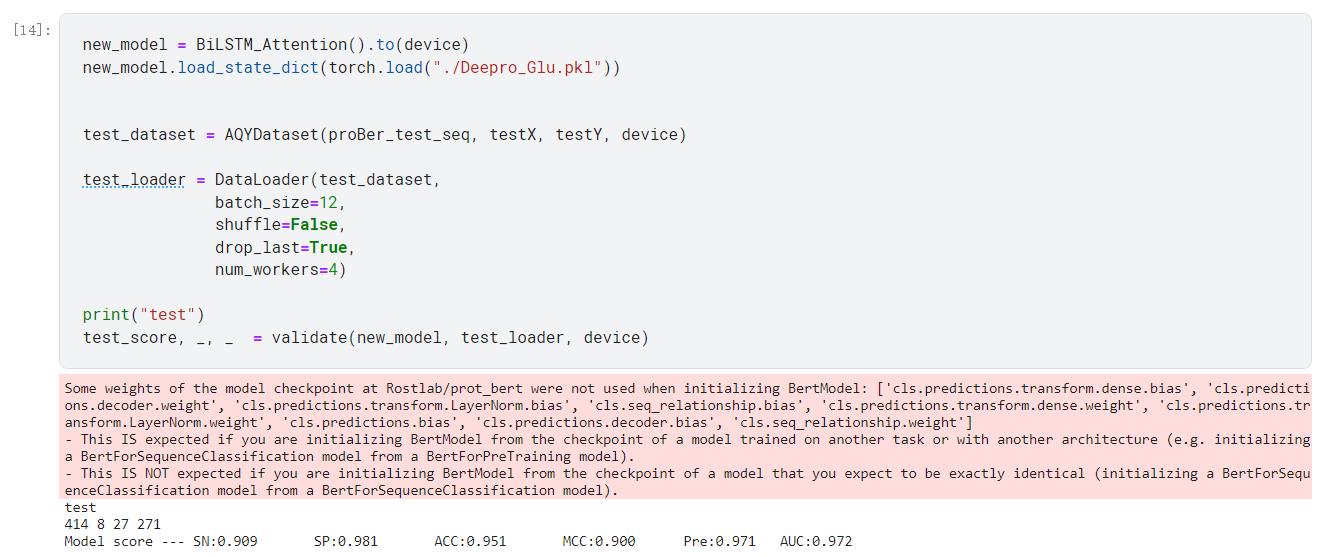 [14]:
new_model = BiLSTM_Attention().to(device)
new_model.load_state_dict(torch.load("./Deepro_Glu.pkl"))
test_dataset = AQYDataset(proBer_test_seq, testX, testY, device)
test_loader = DataLoader(test_dataset,
batch_size=12,
shuffle=False,
drop_last=True,
num_workers=4)
print("test")
test_score, _, _  = validate(new_model, test_loader, device)
Some weights of the model checkpoint at Rostlab/prot_bert were not used when initializing BertModel: ['cls.predictions.transform.dense.bias', 'cls.predicti
ons.decoder.weight', 'cls.predictions.transform.LayerNorm.bias', 'cls.seq_relationship.bias', 'cls.predictions.transform.dense.weight', 'cls.predictions.tr
ansform.LayerNorm.weight', 'cls.predictions.bias', 'cls.predictions.decoder.bias', 'cls.seq_relationship.weight']
- This IS expected if you are initializing BertModel from the checkpoint of a model trained on another task or with another architecture (e.g. initializing
a BertForSequenceClassification model from a BertForPreTraining model).
- This IS NOT expected if you are initializing BertModel from the checkpoint of a model that you expect to be exactly identical (initializing a BertForSequ
enceClassification model from a BertForSequenceClassification model).
test
414 8 27 271
Model score --- SN:0.909       SP:0.981       ACC:0.951       MCC:0.900      Pre:0.971   AUC:0.972